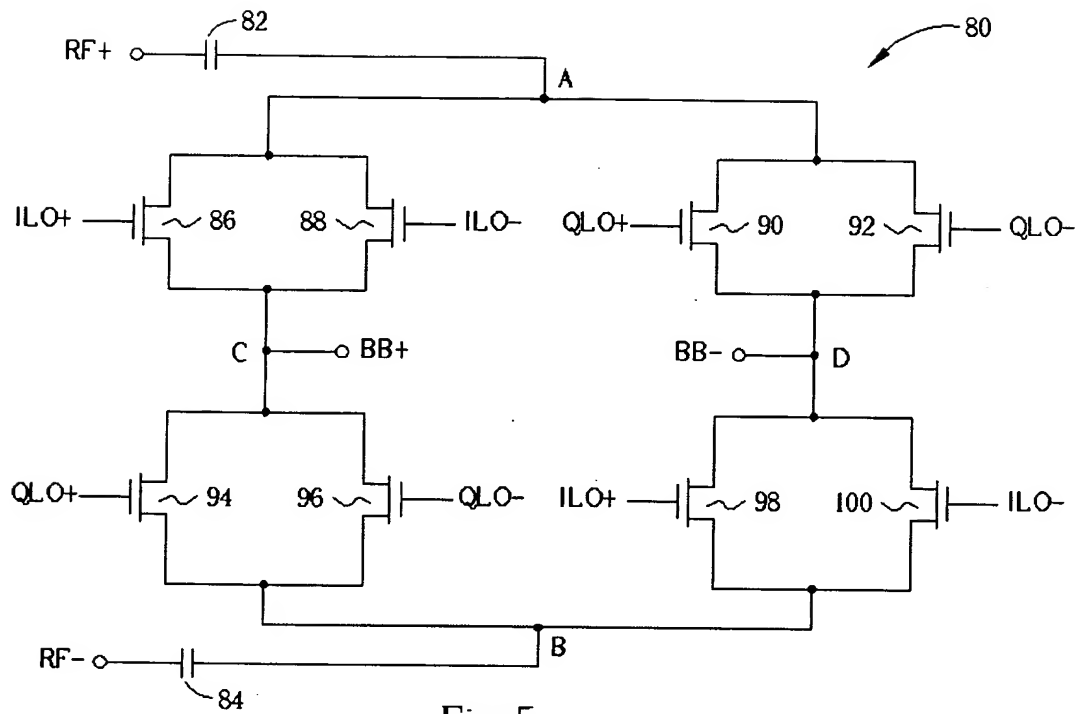 82
RF+
80
A
ILO+
86
88
ILO-
QLO+
90
92
QLO-
C
BB+
BB-
D
QLO+
94
96
QLO-
ILO+
98
100
ILO-
B
RF-
84